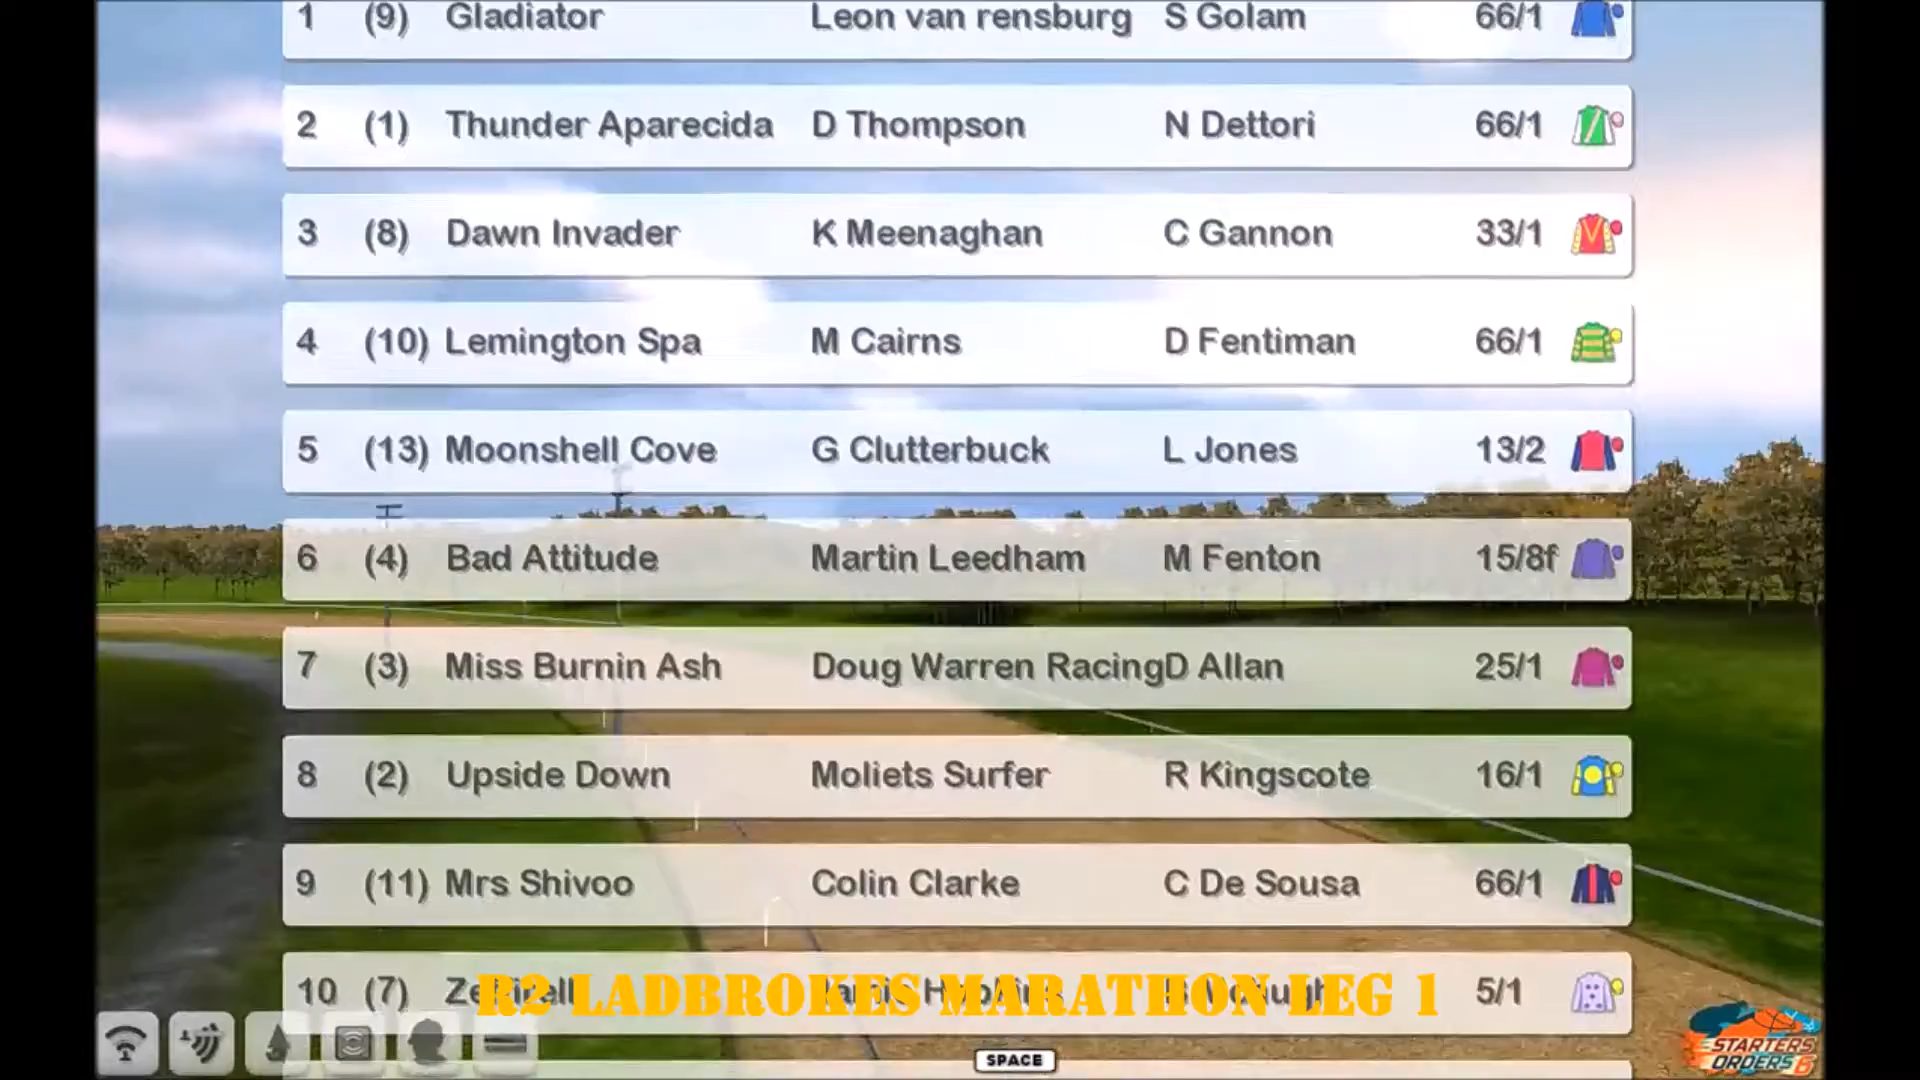 1 (9) Gladiator Leon van rensburg S Golam 66/1
2 (1) Thunder Aparecida D Thompson N Dettori 66/1
3 (8) Dawn Invader K Meenaghan C Gannon 33/1
4 (10) Lemington Spa M Cairns D Fentiman 66/1
5 (13) Moonshell Cove G Clutterbuck L Jones 13/2
6 (4) Bad Attitude Martin Leedham M Fenton 15/8f
7 (3) Miss Burnin Ash Doug Warren RacingD Allan 25/1
8 (2) Upside Down Moliets Surfer R Kingscote 16/1
9 (11) Mrs Shivoo Colin Clarke C De Sousa 66/1
10 (7) 5/1
R2 LADBROKES MARATHON LEG 1
SPACE
STARTERS
ORDERS 6